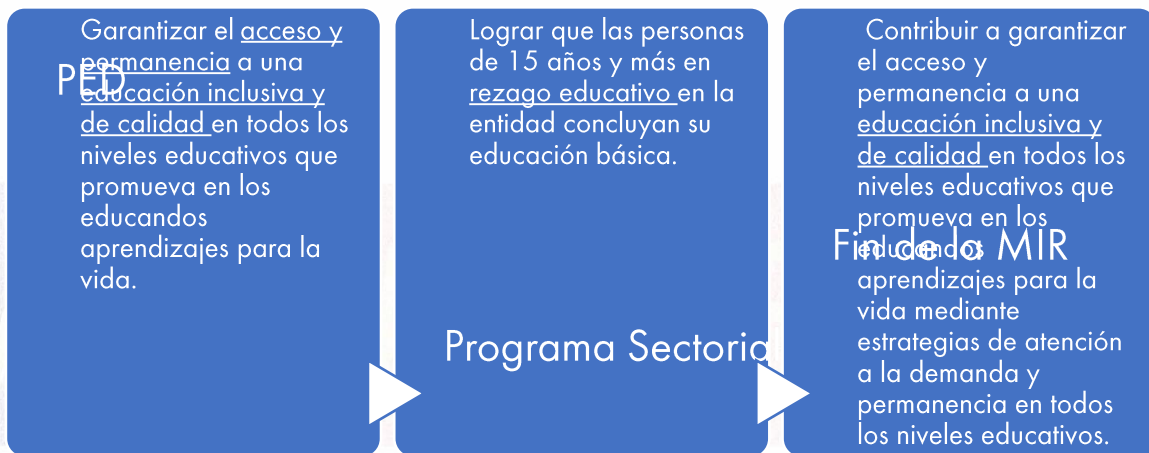 PED
Garantizar el acceso y
permanencia a una
educación inclusiva y
de calidad en todos los
niveles educativos que
promueva en los
educandos
aprendizajes para la
vida.
Programa Sectorial
Lograr que las personas
de 15 años y más en
rezago educativo en la
entidad concluyan su
educación básica.
Fin de la MIR
Contribuir a garantizar
el acceso y
permanencia a una
educación inclusiva y
de calidad en todos los
niveles educativos que
promueva en los
educandos
aprendizajes para la
vida mediante
estrategias de atención
a la demanda y
permanencia en todos
los niveles educativos.